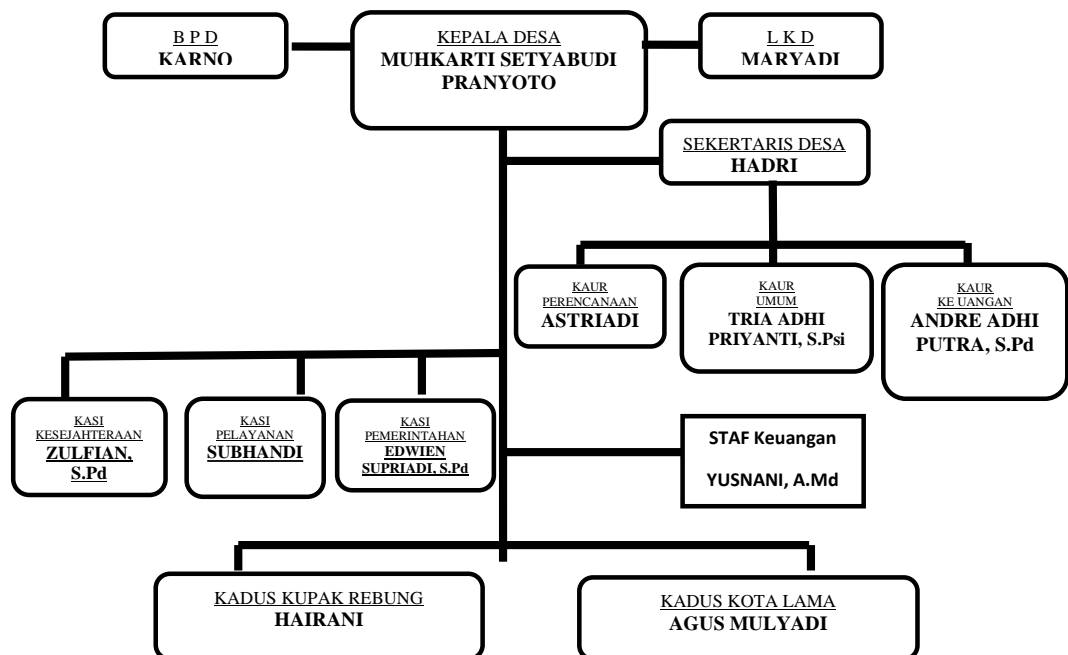 B P D
KARNO
KEPALA DESA
MUHKARTI SETYABUDI
PRANYOTO
L K D
MARYADI
SEKERTARIS DESA
HADRI
KAUR
PERENCANAAN
ASTRIADI
KAUR
UMUM
TRIA ADHI
PRIYANTI, S.Psi
KAUR
KE UANGAN
ANDRE ADHI
PUTRA, S.Pd
KASI
KESEJAHTERAAN
ZULFIAN,
S.Pd
KASI
PELAYANAN
SUBHANDI
KASI
PEMERINTAHAN
EDWIEN
SUPRIADI, S.Pd
STAF Keuangan
YUSNANI, A.Md
KADUS KUPAK REBUNG
HAIRANI
KADUS KOTA LAMA
AGUS MULYADI